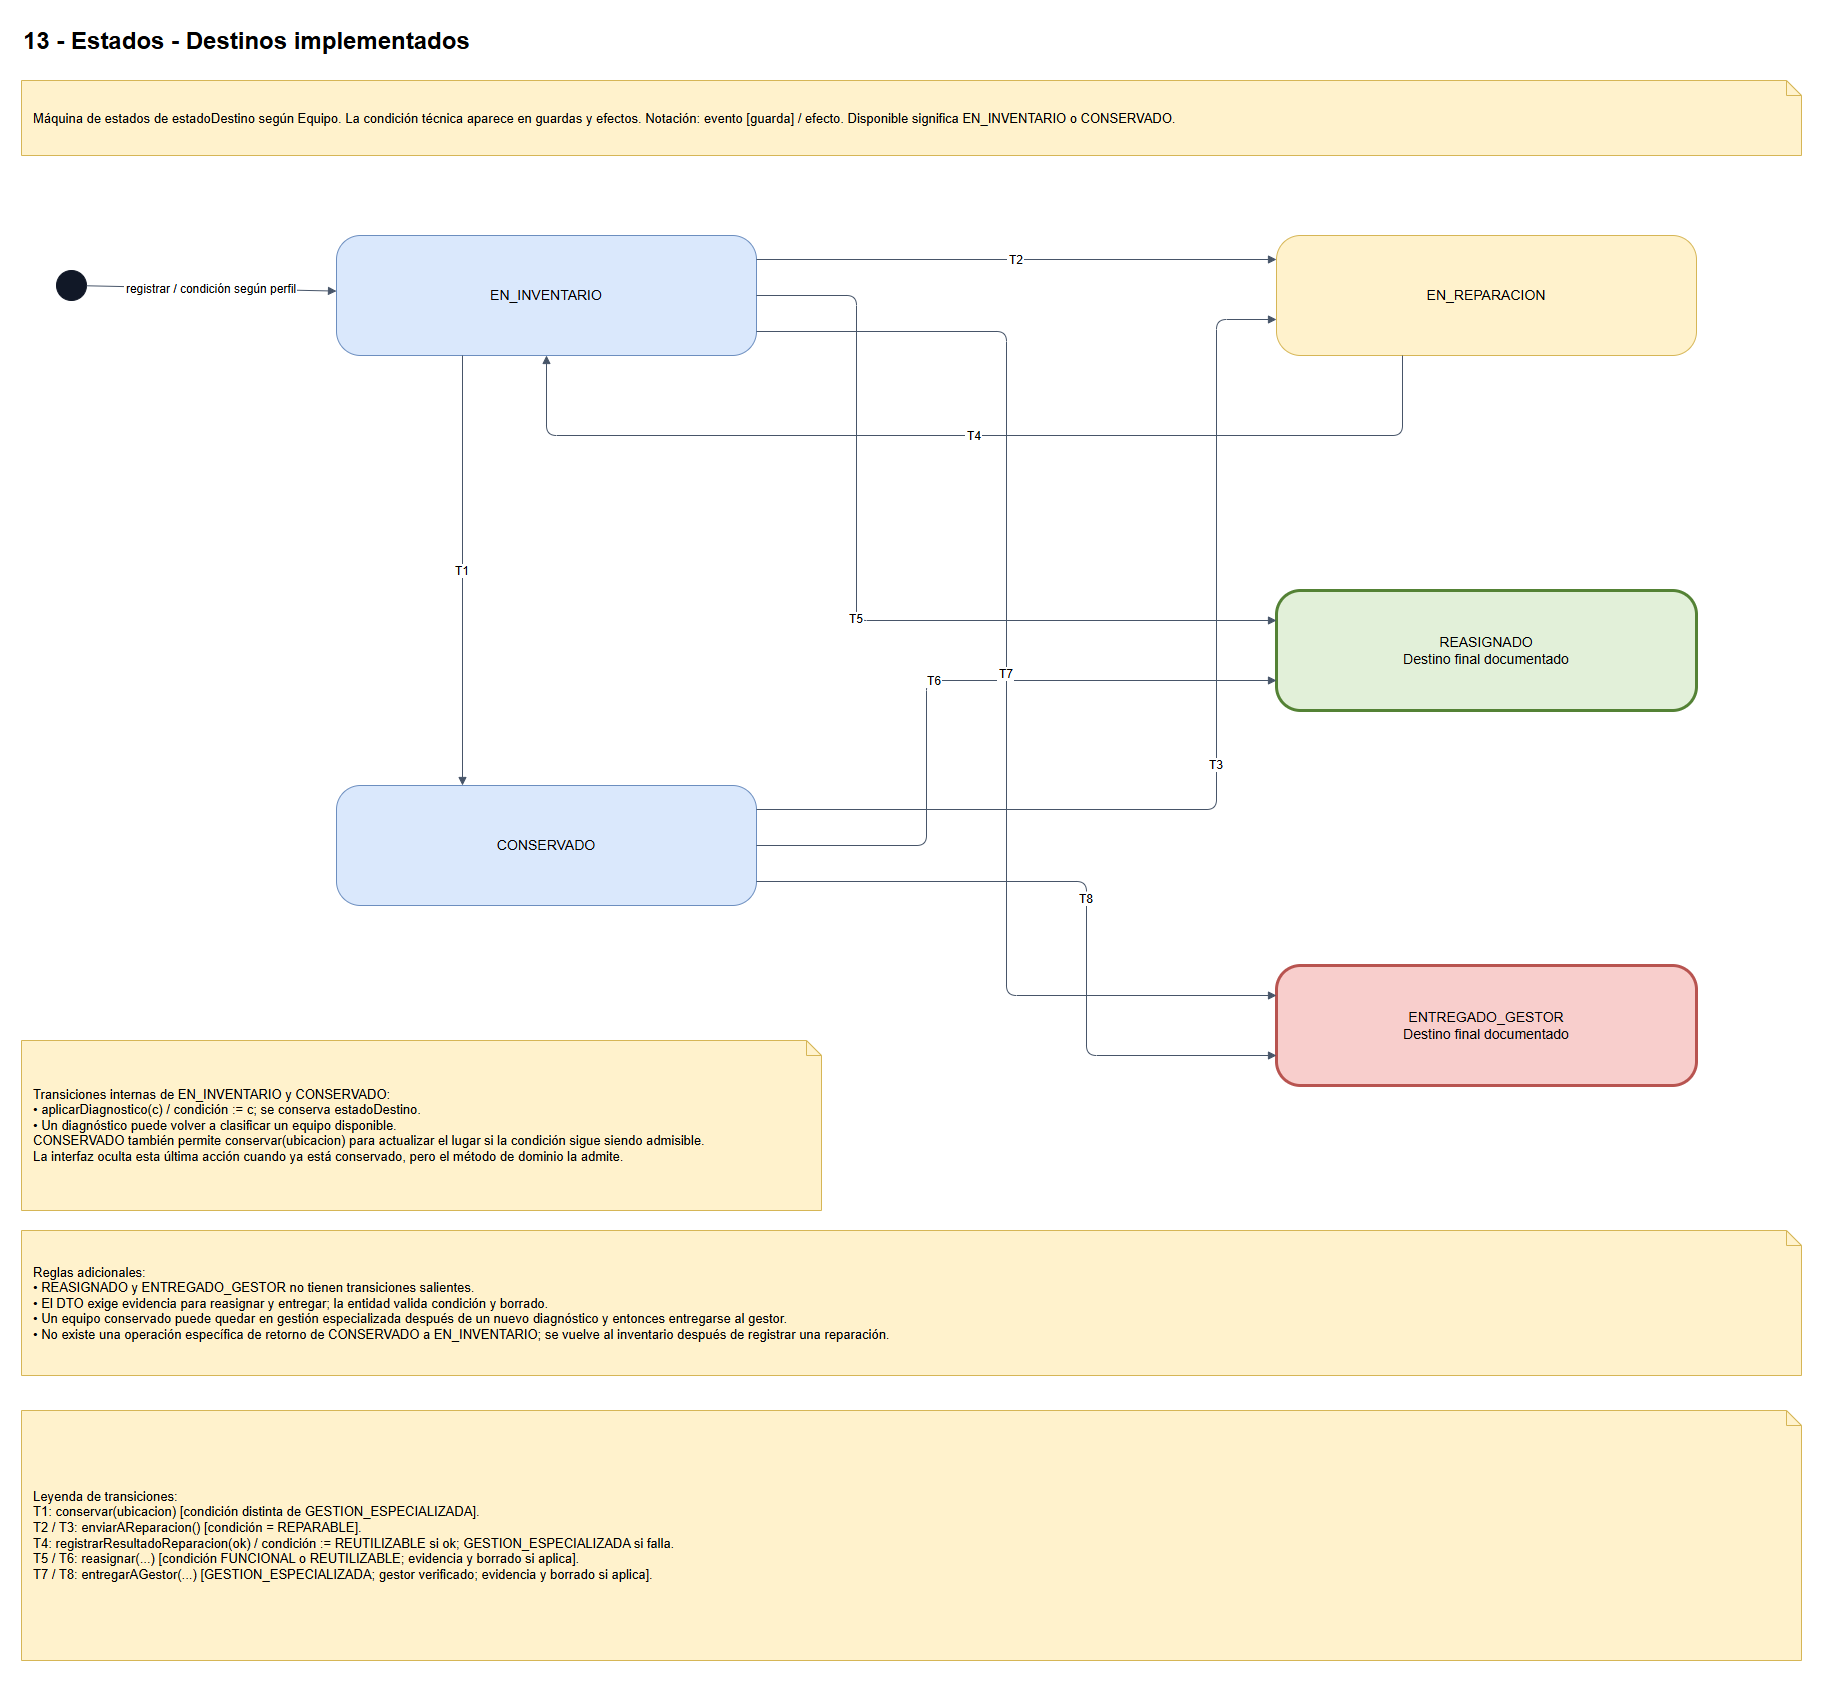 13 - Estados - Destinos implementados
Máquina de estados de estadoDestino según Equipo. La condición técnica aparece en guardas y efectos. Notación: evento [guarda] / efecto. Disponible significa EN_INVENTARIO o CONSERVADO.
registrar / condición según perfil
EN_INVENTARIO
T2
EN_REPARACION
T4
T1
T5
REASIGNADO
Destino final documentado
T7
T6
T3
CONSERVADO
T8
ENTREGADO_GESTOR
Destino final documentado
Transiciones internas de EN_INVENTARIO y CONSERVADO:
• aplicarDiagnostico(c) / condición := c; se conserva estadoDestino.
• Un diagnóstico puede volver a clasificar un equipo disponible.
CONSERVADO también permite conservar(ubicacion) para actualizar el lugar si la condición sigue siendo admisible.
La interfaz oculta esta última acción cuando ya está conservado, pero el método de dominio la admite.
Reglas adicionales:
• REASIGNADO y ENTREGADO_GESTOR no tienen transiciones salientes.
• El DTO exige evidencia para reasignar y entregar; la entidad valida condición y borrado.
• Un equipo conservado puede quedar en gestión especializada después de un nuevo diagnóstico y entonces entregarse al gestor.
• No existe una operación específica de retorno de CONSERVADO a EN_INVENTARIO; se vuelve al inventario después de registrar una reparación.
Leyenda de transiciones:
T1: conservar(ubicacion) [condición distinta de GESTION_ESPECIALIZADA].
T2 / T3: enviarAReparacion() [condición = REPARABLE].
T4: registrarResultadoReparacion(ok) / condición := REUTILIZABLE si ok; GESTION_ESPECIALIZADA si falla.
T5 / T6: reasignar(...) [condición FUNCIONAL o REUTILIZABLE; evidencia y borrado si aplica].
T7 / T8: entregarAGestor(...) [GESTION_ESPECIALIZADA; gestor verificado; evidencia y borrado si aplica].